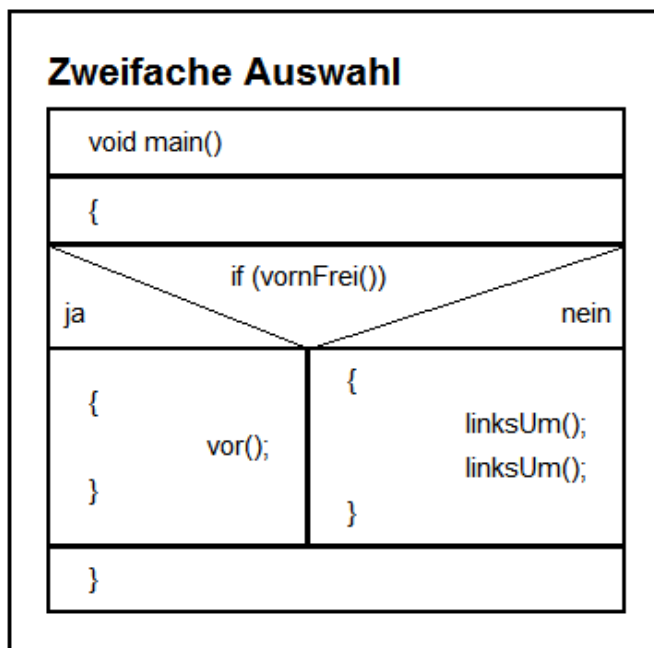 Zweifache Auswahl
void main()
{
if (vornFrei())
ja
nein
{
vor();
}
{
linksUm();
linksUm();
}
}